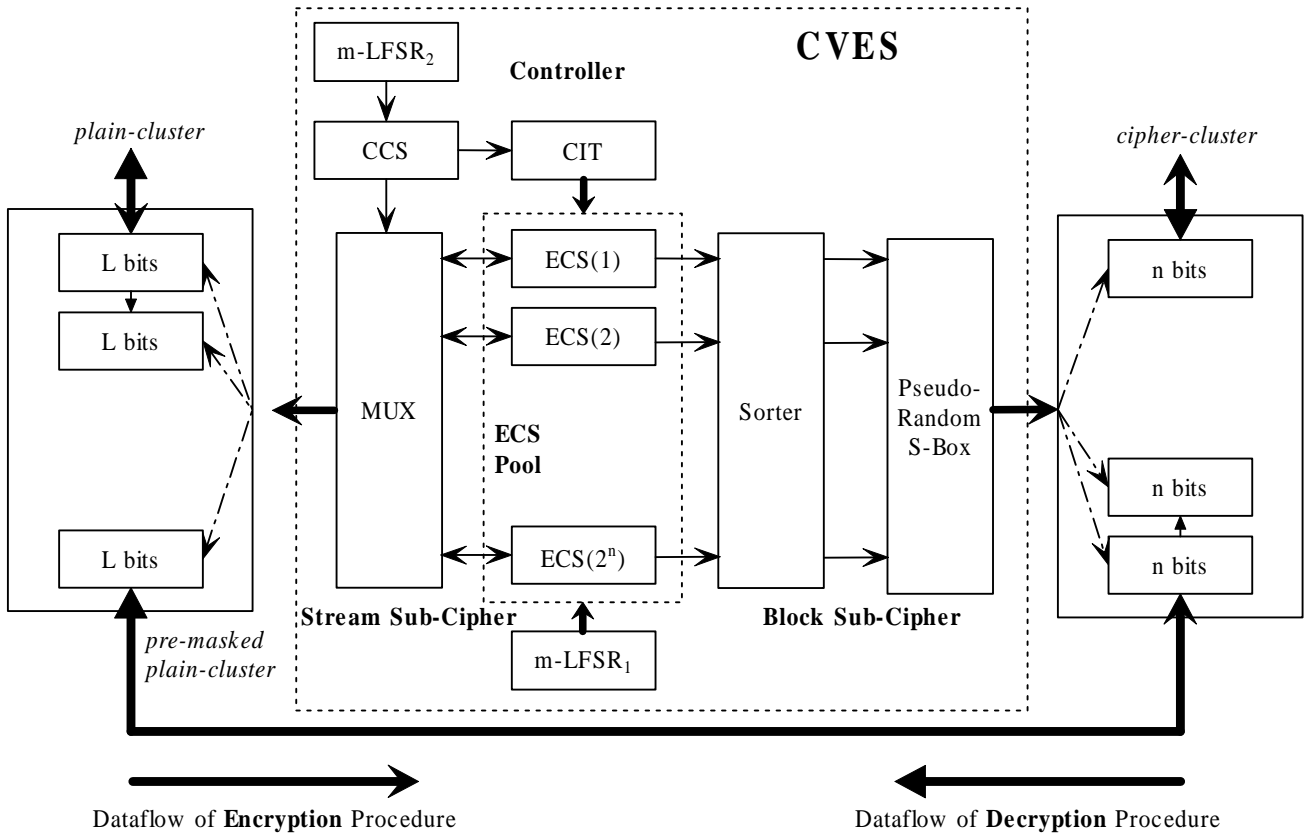 CVES
m-LFSR₂
Controller
plain-cluster
CCS
CIT
cipher-cluster
L bits
ECS(1)
n bits
L bits
ECS(2)
MUX
Sorter
Pseudo-
Random
S-Box
ECS
Pool
n bits
L bits
ECS(2ⁿ)
n bits
Stream Sub-Cipher
Block Sub-Cipher
pre-masked
plain-cluster
m-LFSR₁
Dataflow of Encryption Procedure
Dataflow of Decryption Procedure